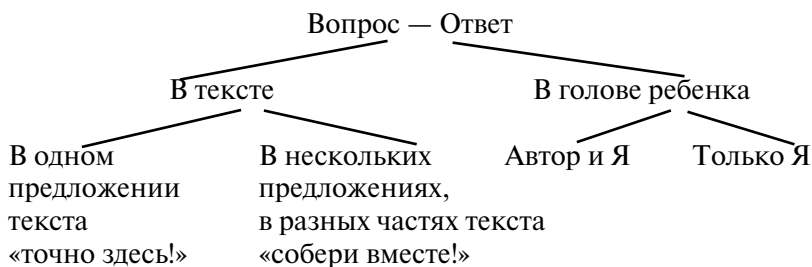 Вопрос — Ответ
В тексте
В голове ребенка
В одном
предложении
текста
«точно здесь!»
В нескольких
предложениях,
в разных частях текста
«собери вместе!»
Автор и Я
Только Я